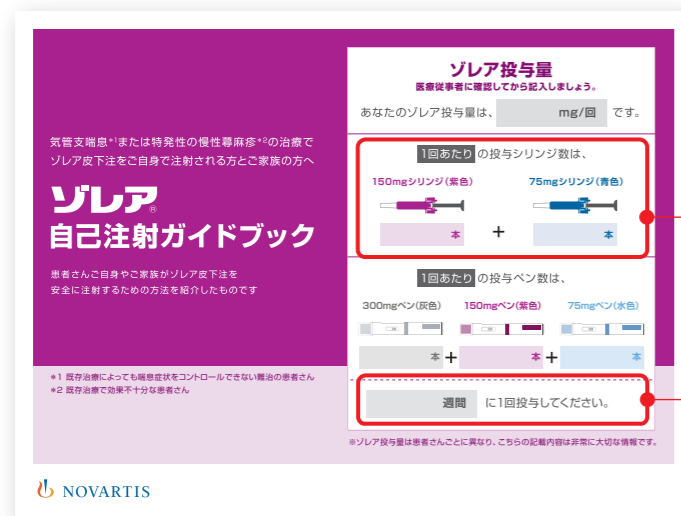 気管支喘息*1または特発性の慢性蕁麻疹*2の治療で
ゾレア皮下注をご自身で注射される方とご家族の方へ
ゾレア®
自己注射ガイドブック
患者さんご自身やご家族がゾレア皮下注を
安全に注射するための方法を紹介したものです
*1 既存治療によっても喘息症状をコントロールできない難治の患者さん
*2 既存治療で効果不十分な患者さん
ゾレア投与量
医療従事者に確認してから記入しましょう。
あなたのゾレア投与量は、 mg/回 です。
1回あたり の投与シリンジ数は、
150mgシリンジ(紫色) 75mgシリンジ(青色)
本 + 本
1回あたり の投与ペン数は、
300mgペン(灰色) 150mgペン(紫色) 75mgペン(水色)
本 + 本 + 本
週間 に1回投与してください。
※ゾレア投与量は患者さんごとに異なり、こちらの記載内容は非常に大切な情報です。
NOVARTIS